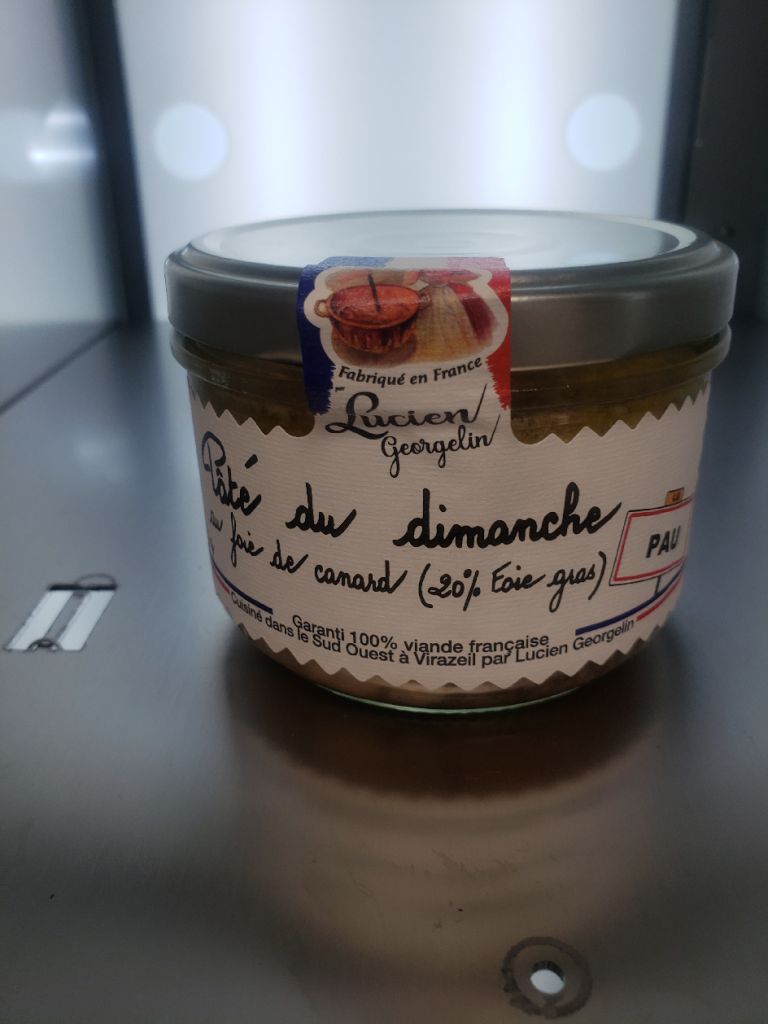 Fabriqué en France
Lucien
Georgelin
Pâté du dimanche
au foie de canard (20% Foie gras)
PAU
Garanti 100% viande française
Cuisiné dans le Sud Ouest à Virazeil par Lucien Georgelin